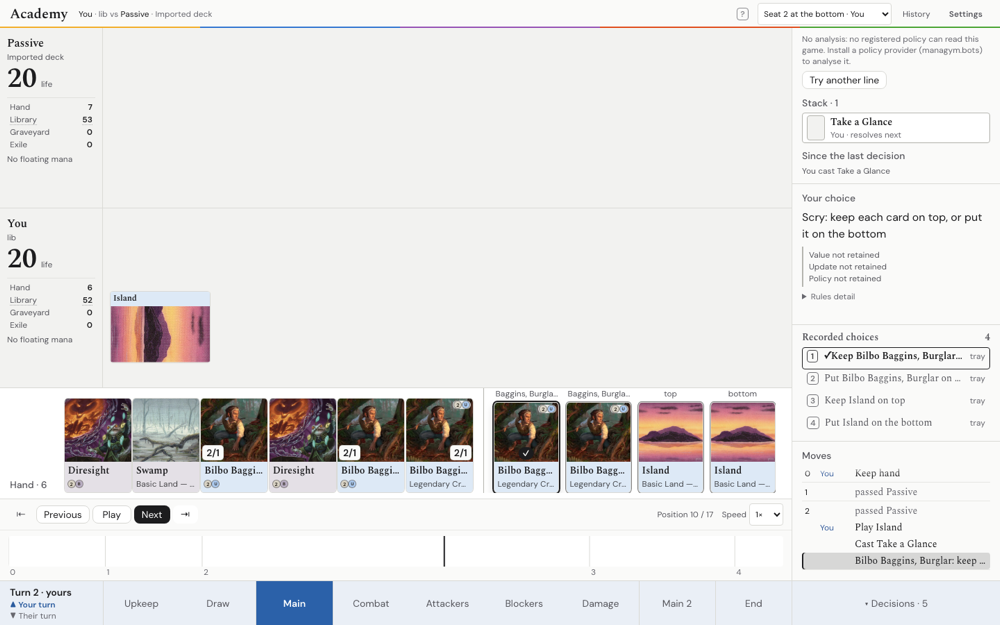 Academy
You · lib vs Passive · Imported deck
?
Seat 2 at the bottom · You
History
Settings
Passive
Imported deck
20 life
Hand 7
Library 53
Graveyard 0
Exile 0
No floating mana
You
lib
20 life
Hand 6
Library 52
Graveyard 0
Exile 0
No floating mana
Island
Hand · 6
Diresight
Swamp
Basic Land —...
2/1
Bilbo Baggi...
Diresight
2/1
Bilbo Baggi...
2/1
Bilbo Baggi...
Legendary Cr...
Baggins, Burgla...
Bilbo Bagg...
Legendary Cr...
Baggins, Burgla...
Bilbo Bagg...
Legendary Cr...
top
Island
Basic Land —...
bottom
Island
Basic Land —...
Previous
Play
Next
Position 10 / 17
Speed
1×
0 1 2 3 4
Turn 2 · yours
▲ Your turn
▼ Their turn
Upkeep
Draw
Main
Combat
Attackers
Blockers
Damage
Main 2
End
• Decisions · 5
No analysis: no registered policy can read this
game. Install a policy provider (managym.bots)
to analyse it.
Try another line
Stack · 1
Take a Glance
You · resolves next
Since the last decision
You cast Take a Glance
Your choice
Scry: keep each card on top, or put
it on the bottom
Value not retained
Update not retained
Policy not retained
▶ Rules detail
Recorded choices 4
1 ✓Keep Bilbo Baggins, Burglar... tray
2 Put Bilbo Baggins, Burglar on ... tray
3 Keep Island on top tray
4 Put Island on the bottom tray
Moves
0 You Keep hand
1 passed Passive
2 passed Passive
You Play Island
Cast Take a Glance
Bilbo Baggins, Burglar: keep ...